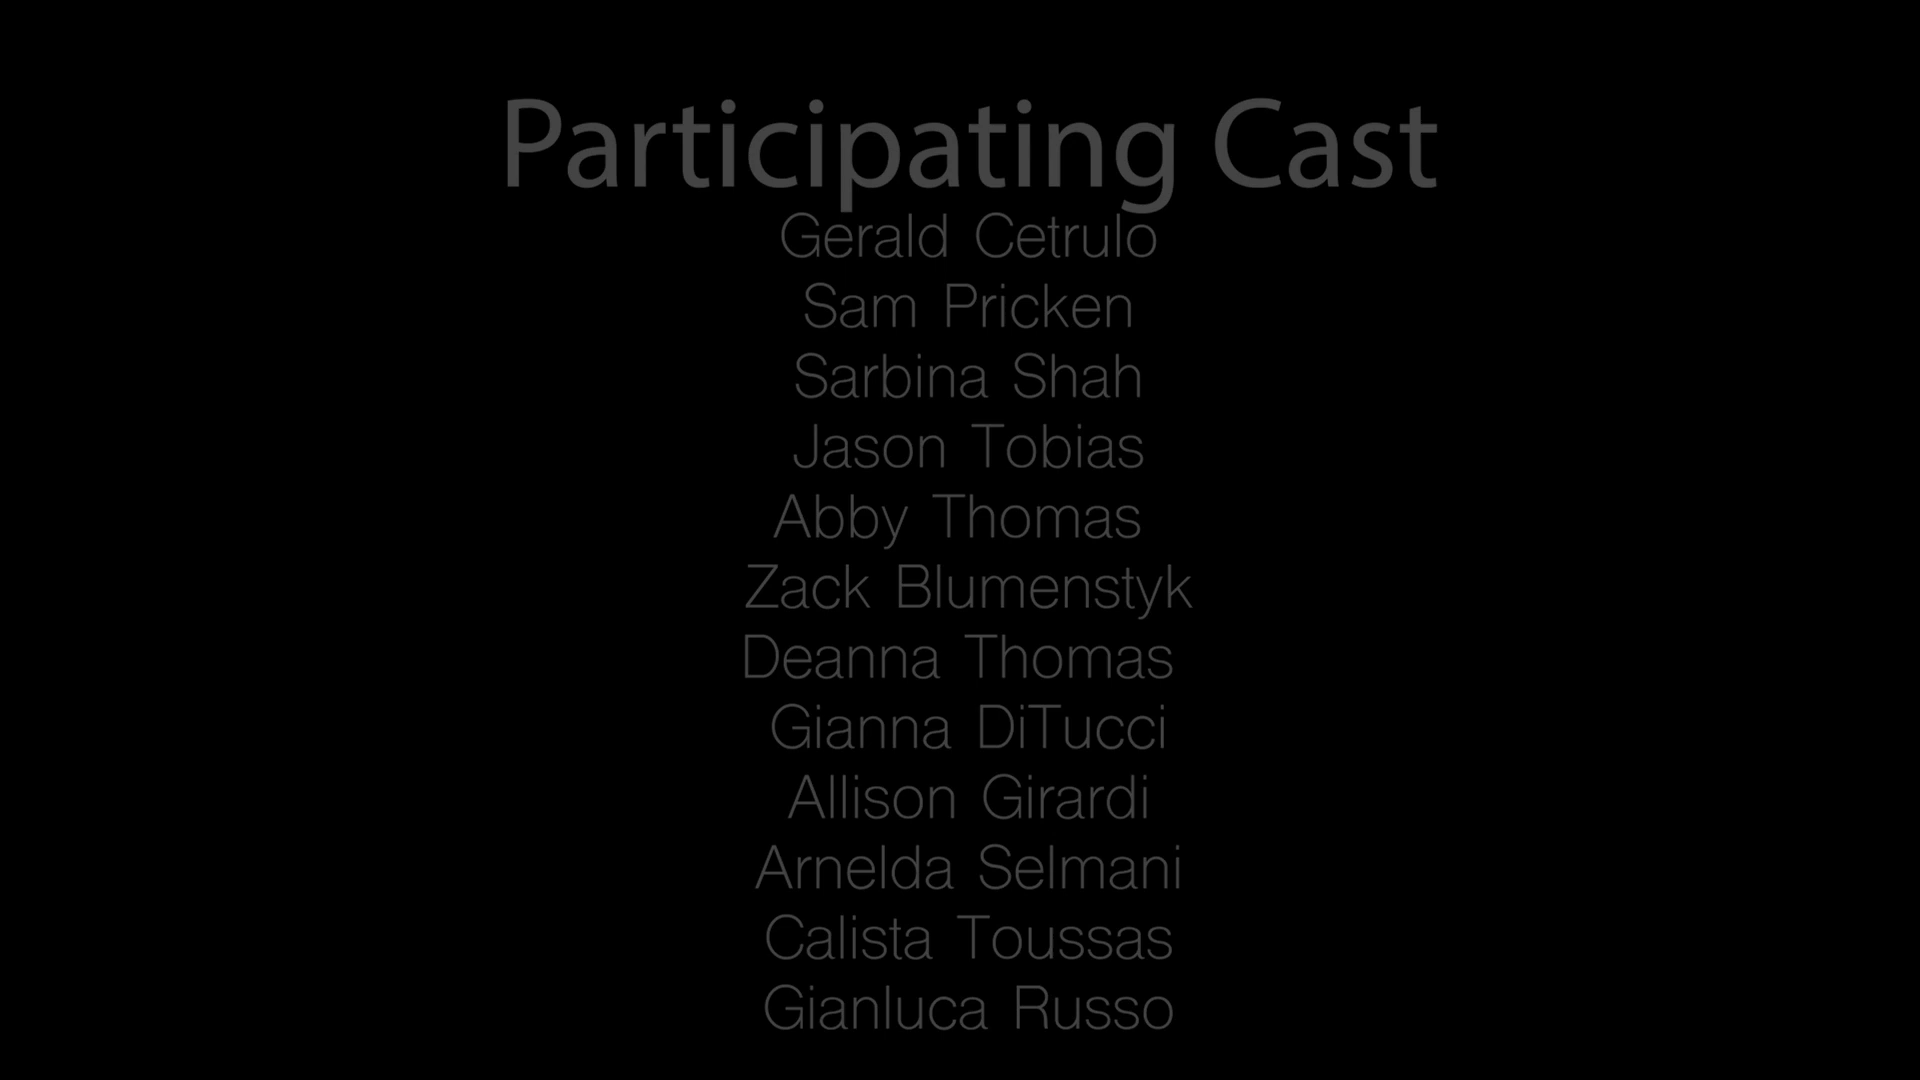 Participating Cast
Gerald Cetrulo
Sam Pricken
Sarbina Shah
Jason Tobias
Abby Thomas
Zack Blumenstyk
Deanna Thomas
Gianna DiTucci
Allison Girardi
Arnelda Selmani
Calista Toussas
Gianluca Russo